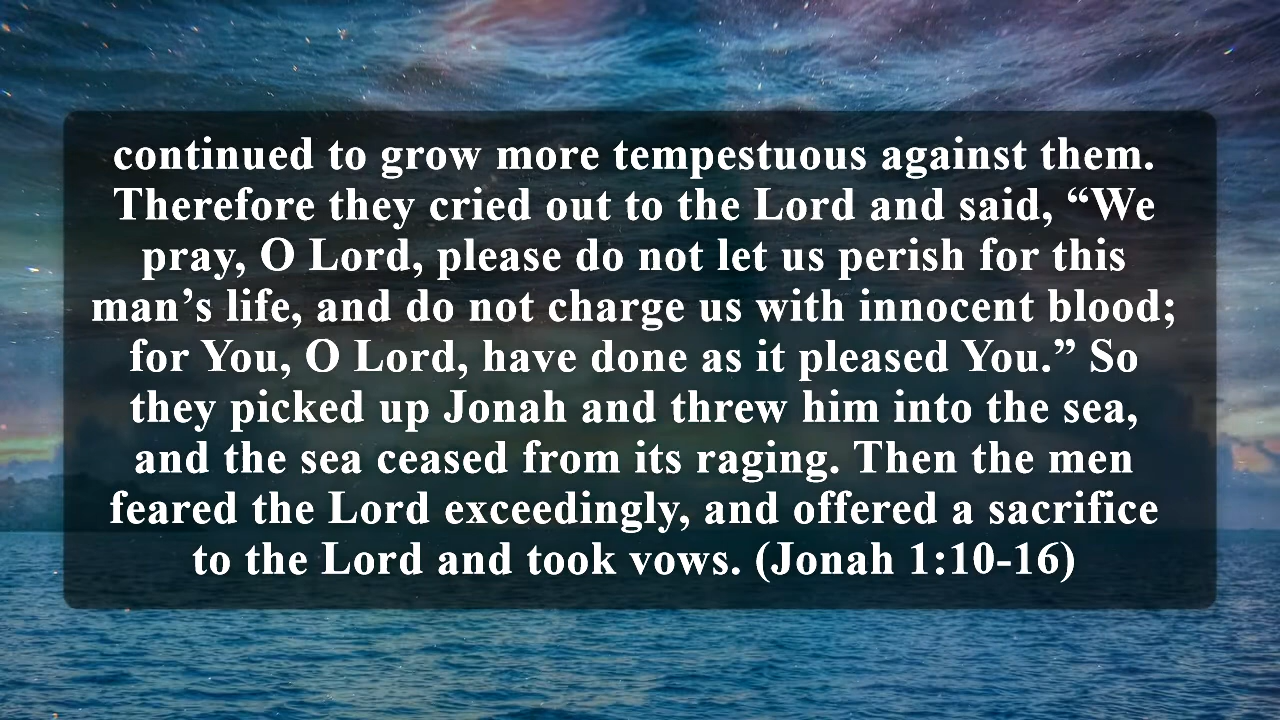 continued to grow more tempestuous against them.
Therefore they cried out to the Lord and said, “We
pray, O Lord, please do not let us perish for this
man’s life, and do not charge us with innocent blood;
for You, O Lord, have done as it pleased You.” So
they picked up Jonah and threw him into the sea,
and the sea ceased from its raging. Then the men
feared the Lord exceedingly, and offered a sacrifice
to the Lord and took vows. (Jonah 1:10-16)